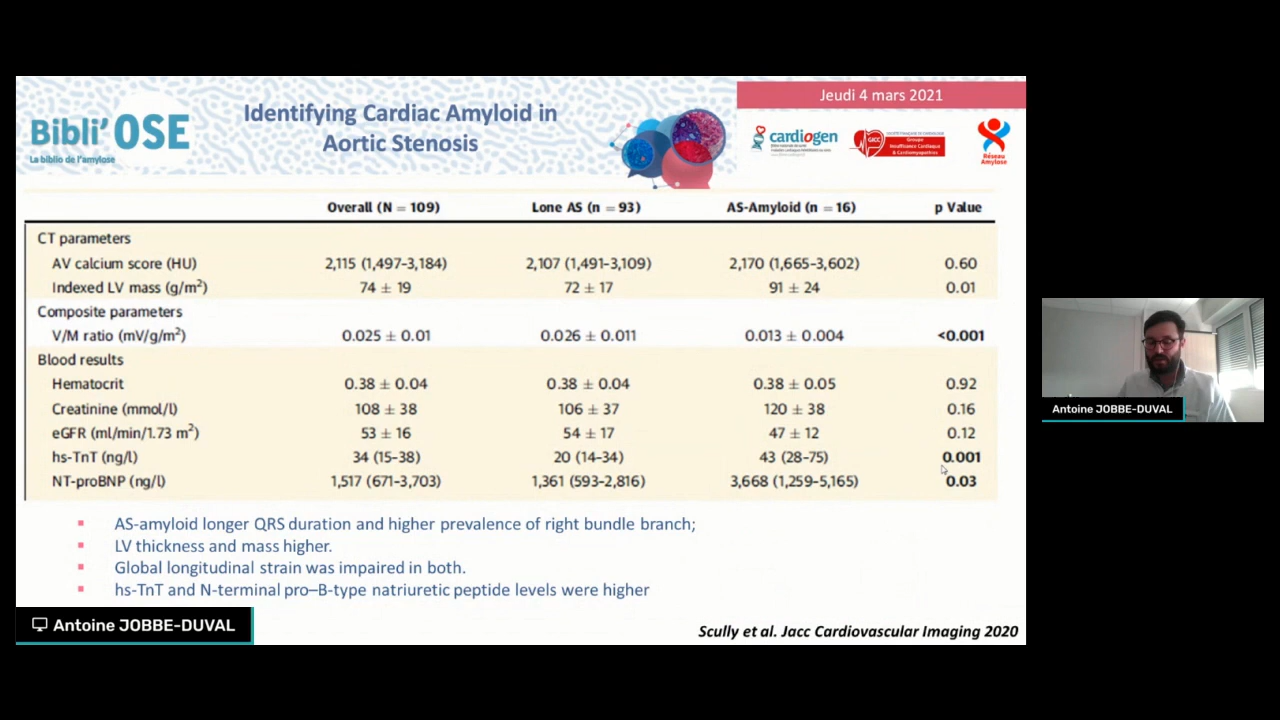 Jeudi 4 mars 2021
Bibli'OSE
La biblio de l'amylose
Identifying Cardiac Amyloid in
Aortic Stenosis
cardiogen
GICC
Groupe
Insuffisance Cardiaque
& Cardiomyopathies
Réseau
Amylose
Overall (N = 109) Lone AS (n = 93) AS-Amyloid (n = 16) p Value
CT parameters
AV calcium score (HU) 2,115 (1,497–3,184) 2,107 (1,491–3,109) 2,170 (1,665–3,602) 0.60
Indexed LV mass (g/m²) 74 ± 19 72 ± 17 91 ± 24 0.01
Composite parameters
V/M ratio (mV/g/m²) 0.025 ± 0.01 0.026 ± 0.011 0.013 ± 0.004 <0.001
Blood results
Hematocrit 0.38 ± 0.04 0.38 ± 0.04 0.38 ± 0.05 0.92
Creatinine (mmol/l) 108 ± 38 106 ± 37 120 ± 38 0.16
eGFR (ml/min/1.73 m²) 53 ± 16 54 ± 17 47 ± 12 0.12
hs-TnT (ng/l) 34 (15–38) 20 (14–34) 43 (28–75) 0.001
NT-proBNP (ng/l) 1,517 (671–3,703) 1,361 (593–2,816) 3,668 (1,259–5,165) 0.03
▪ AS-amyloid longer QRS duration and higher prevalence of right bundle branch;
▪ LV thickness and mass higher.
▪ Global longitudinal strain was impaired in both.
▪ hs-TnT and N-terminal pro–B-type natriuretic peptide levels were higher
Antoine JOBBE-DUVAL
Scully et al. Jacc Cardiovascular Imaging 2020
Antoine JOBBE-DUVAL